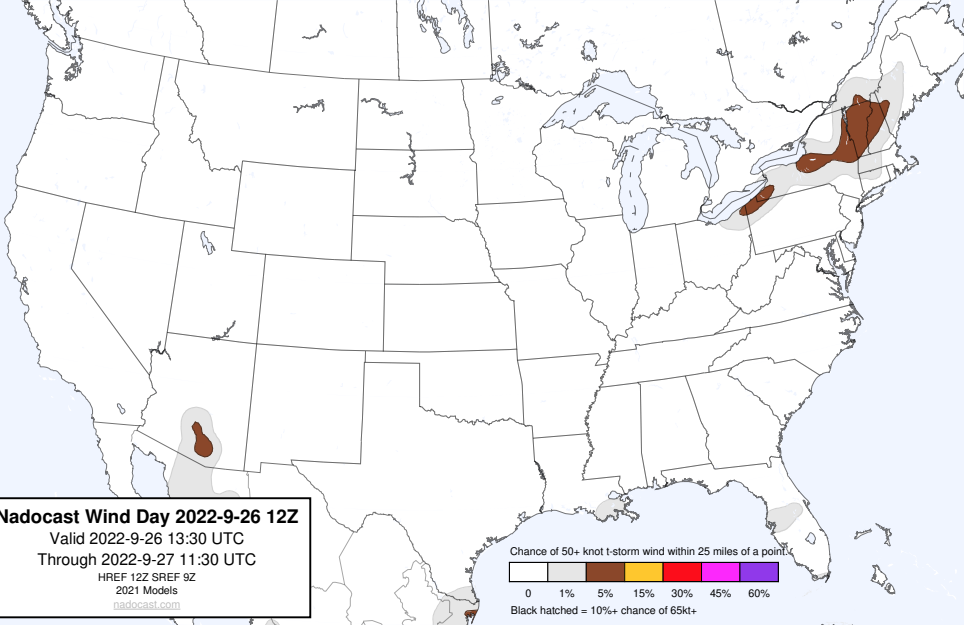 Nadocast Wind Day 2022-9-26 12Z
Valid 2022-9-26 13:30 UTC
Through 2022-9-27 11:30 UTC
HREF 12Z SREF 9Z
2021 Models
nadocast.com
Chance of 50+ knot t-storm wind within 25 miles of a point.
0 1% 5% 15% 30% 45% 60%
Black hatched = 10%+ chance of 65kt+